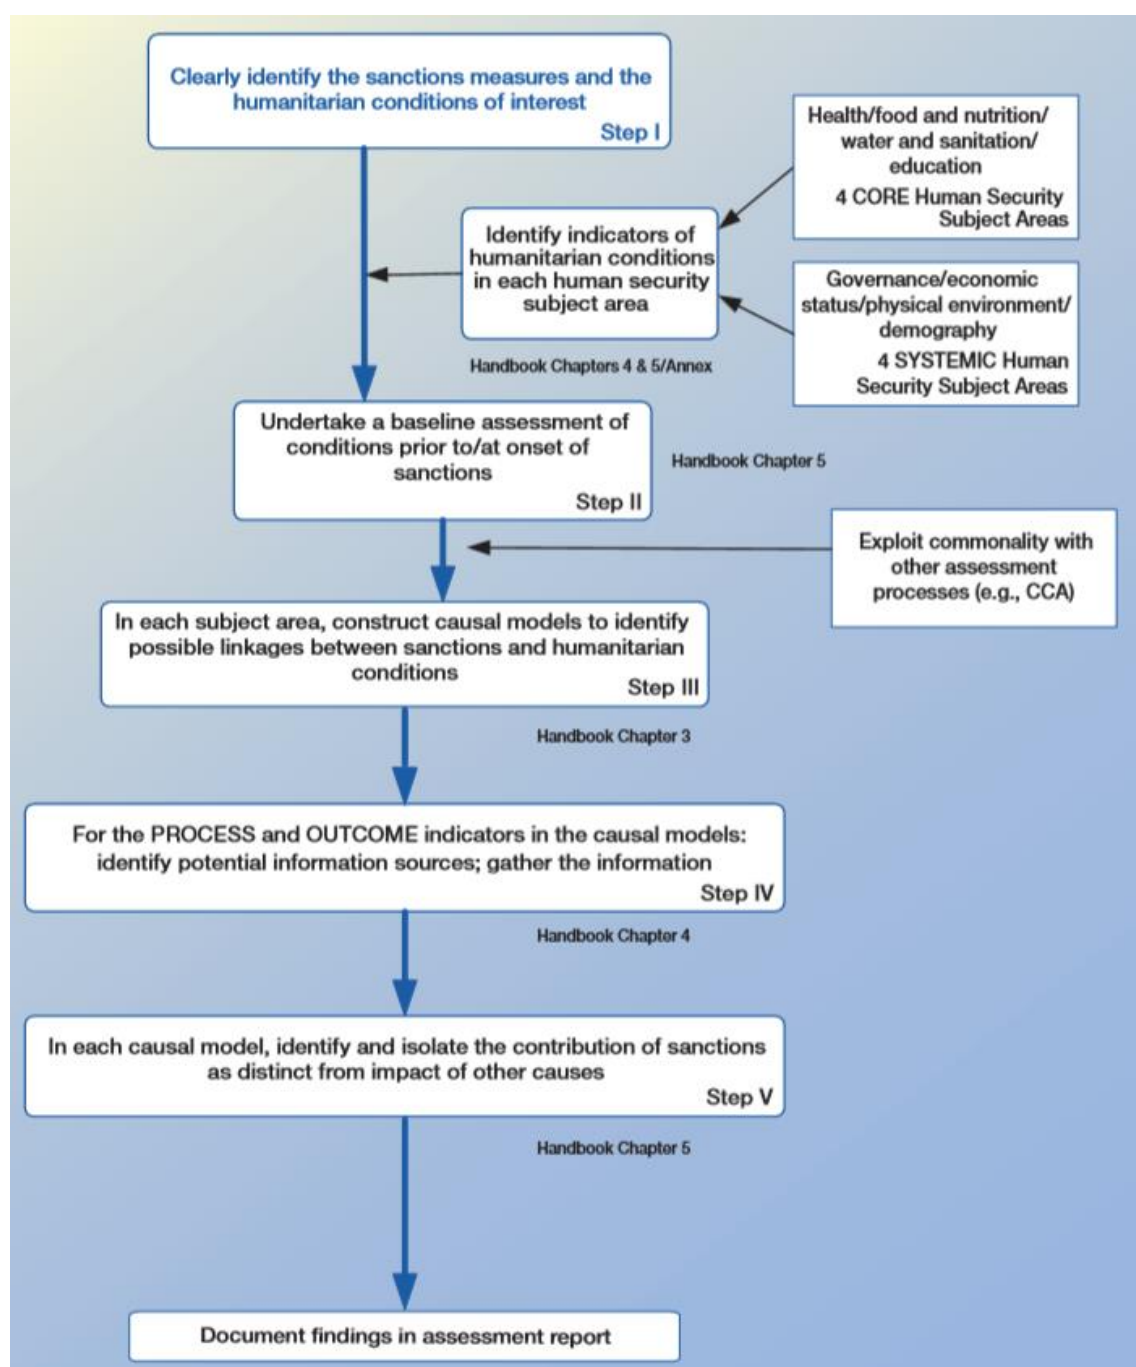 Clearly identify the sanctions measures and the
humanitarian conditions of interest
Step I
Health/food and nutrition/
water and sanitation/
education
4 CORE Human Security
Subject Areas
Identify indicators of
humanitarian conditions
in each human security
subject area
Governance/economic
status/physical environment/
demography
4 SYSTEMIC Human
Security Subject Areas
Handbook Chapters 4 & 5/Annex
Undertake a baseline assessment of
conditions prior to/at onset of
sanctions
Step II
Handbook Chapter 5
Exploit commonality with
other assessment
processes (e.g., CCA)
In each subject area, construct causal models to identify
possible linkages between sanctions and humanitarian
conditions
Step III
Handbook Chapter 3
For the PROCESS and OUTCOME indicators in the causal models:
identify potential information sources; gather the information
Step IV
Handbook Chapter 4
In each causal model, identify and isolate the contribution of sanctions
as distinct from impact of other causes
Step V
Handbook Chapter 5
Document findings in assessment report